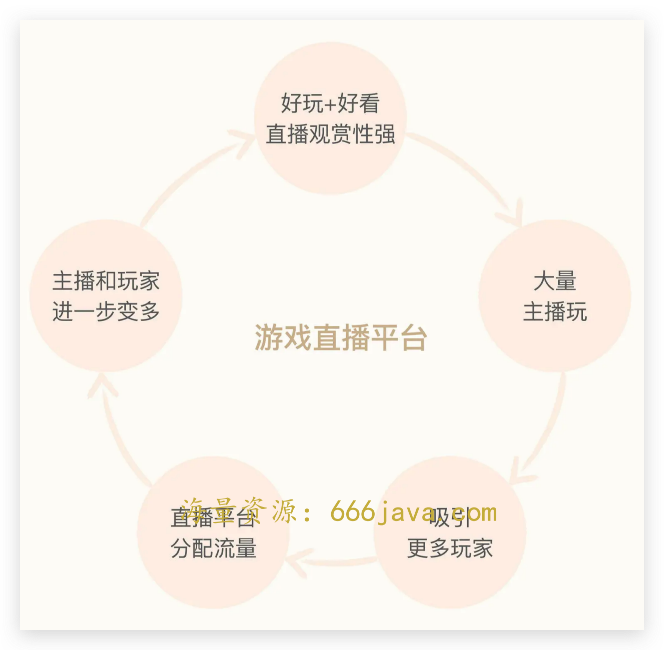 好玩+好看
直播观赏性强
大量
主播玩
吸引
更多玩家
直播平台
分配流量
主播和玩家
进一步变多
游戏直播平台
海量资源：666java.com